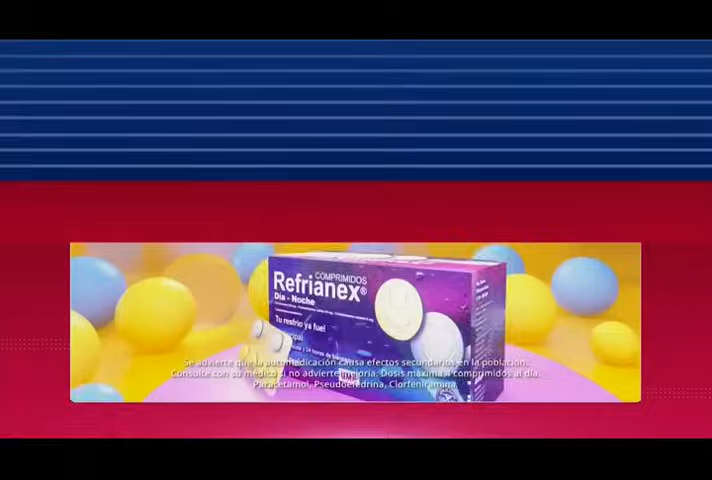 COMPRIMIDOS
Refrianex®
Día - Noche
Tu resfrío ya fue!
Se advierte que la automedicación causa efectos secundarios en la población.
Consulte con su médico si no advierte mejoría. Dosis máxima 4 comprimidos al día.
Paracetamol, Pseudoefedrina, Clorfeniramina.